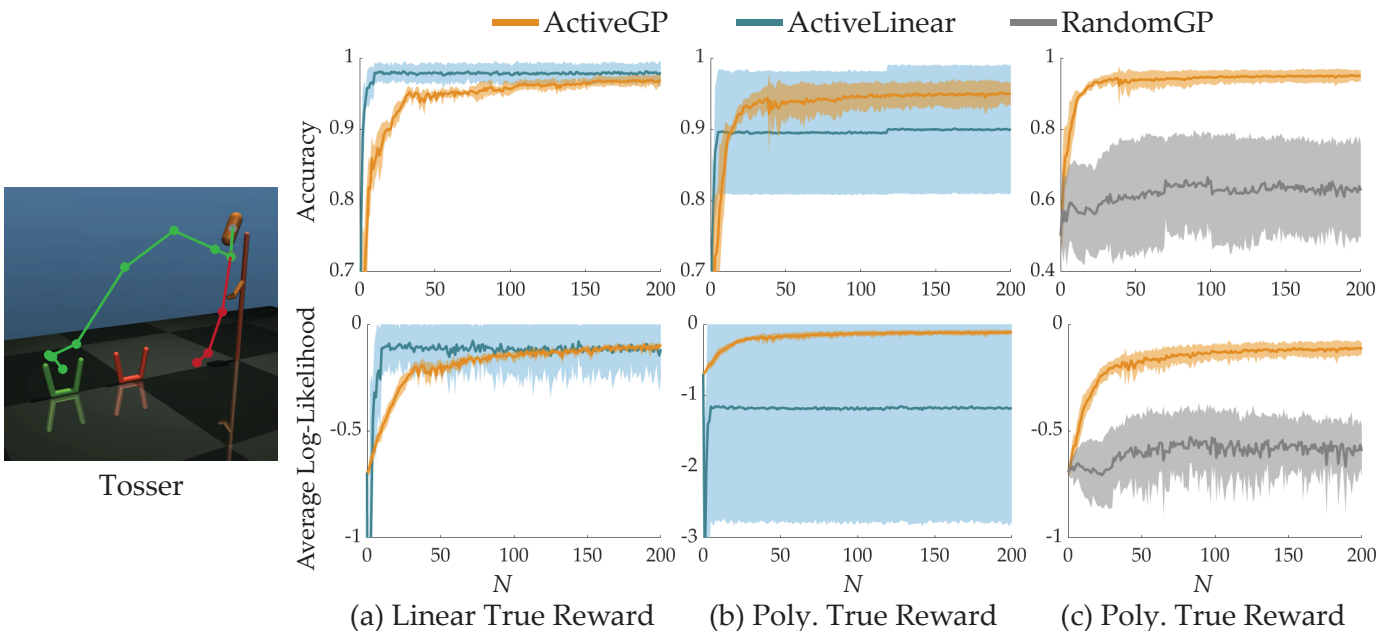 ActiveGP ActiveLinear RandomGP
Accuracy
1
0.9
0.8
0.7
0 50 100 150 200
1
0.9
0.8
0.7
0 50 100 150 200
1
0.8
0.6
0.4
0 50 100 150 200
Average Log-Likelihood
0
-0.5
-1
0 50 100 150 200
N
0
-1
-2
-3
0 50 100 150 200
N
0
-0.5
-1
0 50 100 150 200
N
Tosser
(a) Linear True Reward
(b) Poly. True Reward
(c) Poly. True Reward